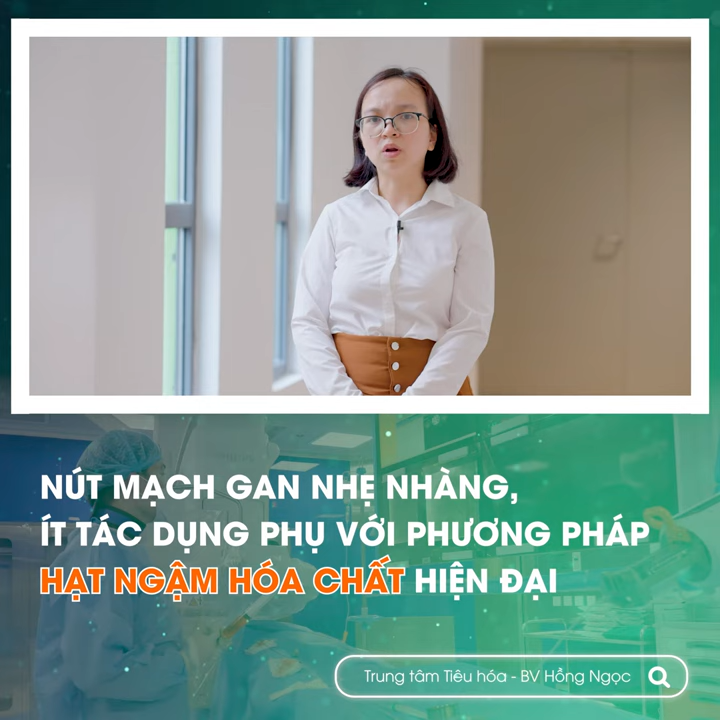 NÚT MẠCH GAN NHẸ NHÀNG,
ÍT TÁC DỤNG PHỤ VỚI PHƯƠNG PHÁP
HẠT NGẬM HÓA CHẤT HIỆN ĐẠI
Trung tâm Tiêu hóa - BV Hồng Ngọc